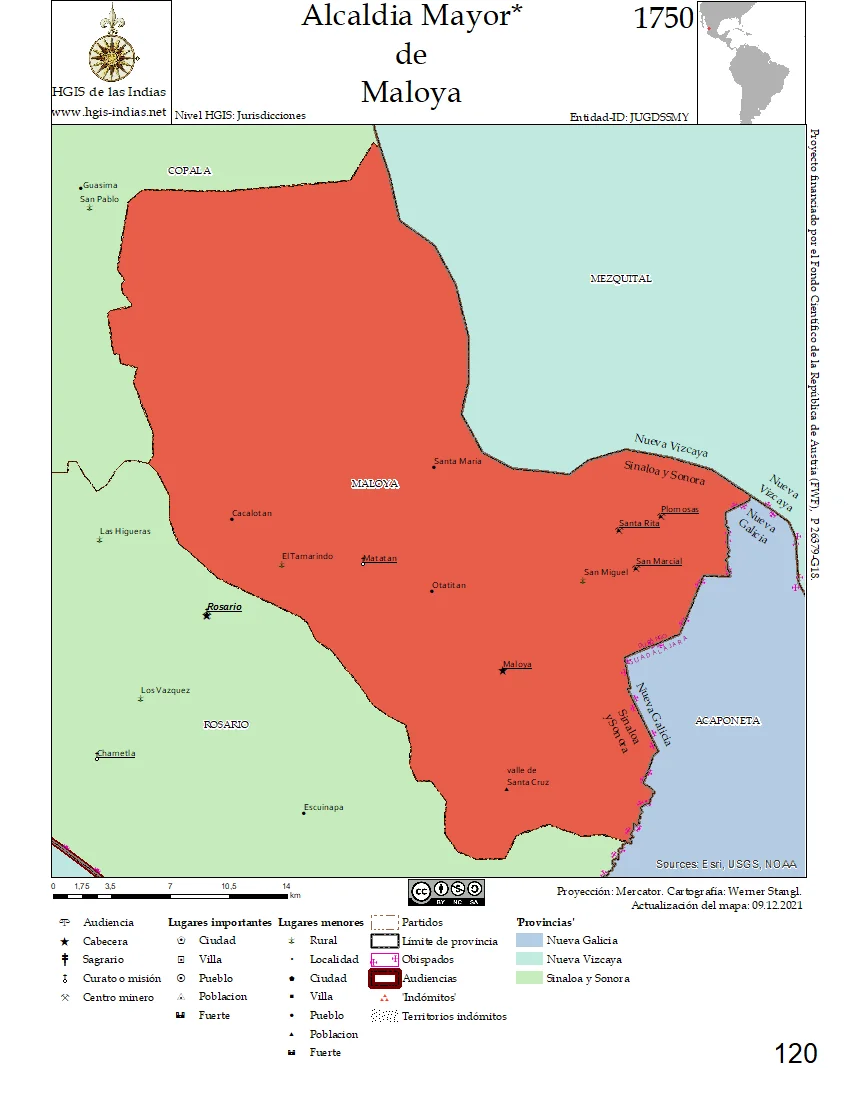 Alcaldia Mayor*
de
Maloya
1750
HGIS de las Indias
www.hgis-indias.net
Nivel HGIS: Jurisdicciones
Entidad-ID: JUGDSSMY
Proyecto financiado por el Fondo Científico de la República de Austria (FWF), P 26379-G18.
COPALA
Guasima
San Pablo
MEZQUITAL
Nueva Vizcaya
Sinaloa y Sonora
Nueva
Vizcaya
Nueva
Galicia
Santa Maria
MALOYA
Cacalotan
Plomosas
Santa Rita
Las Higueras
El Tamarindo
Matatan
San Marcial
San Miguel
Otatitan
Rosario
GUADALAJARA
Maloya
Los Vazquez
Nueva Galicia
Sinaloa
y Sonora
ROSARIO
ACAPONETA
Chametla
valle de
Santa Cruz
Escuinapa
Sources: Esri, USGS, NOAA
0 1,75 3,5 7 10,5 14
km
CC BY NC SA
Proyección: Mercator. Cartografía: Werner Stangl.
Actualización del mapa: 09.12.2021
Audiencia
Cabecera
Sagrario
Curato o misión
Centro minero
Lugares importantes
Ciudad
Villa
Pueblo
Poblacion
Fuerte
Lugares menores
Rural
Localidad
Ciudad
Villa
Pueblo
Poblacion
Fuerte
Partidos
Límite de provincia
Obispados
Audiencias
'Indómitos'
Territorios indómitos
'Provincias'
Nueva Galicia
Nueva Vizcaya
Sinaloa y Sonora
120